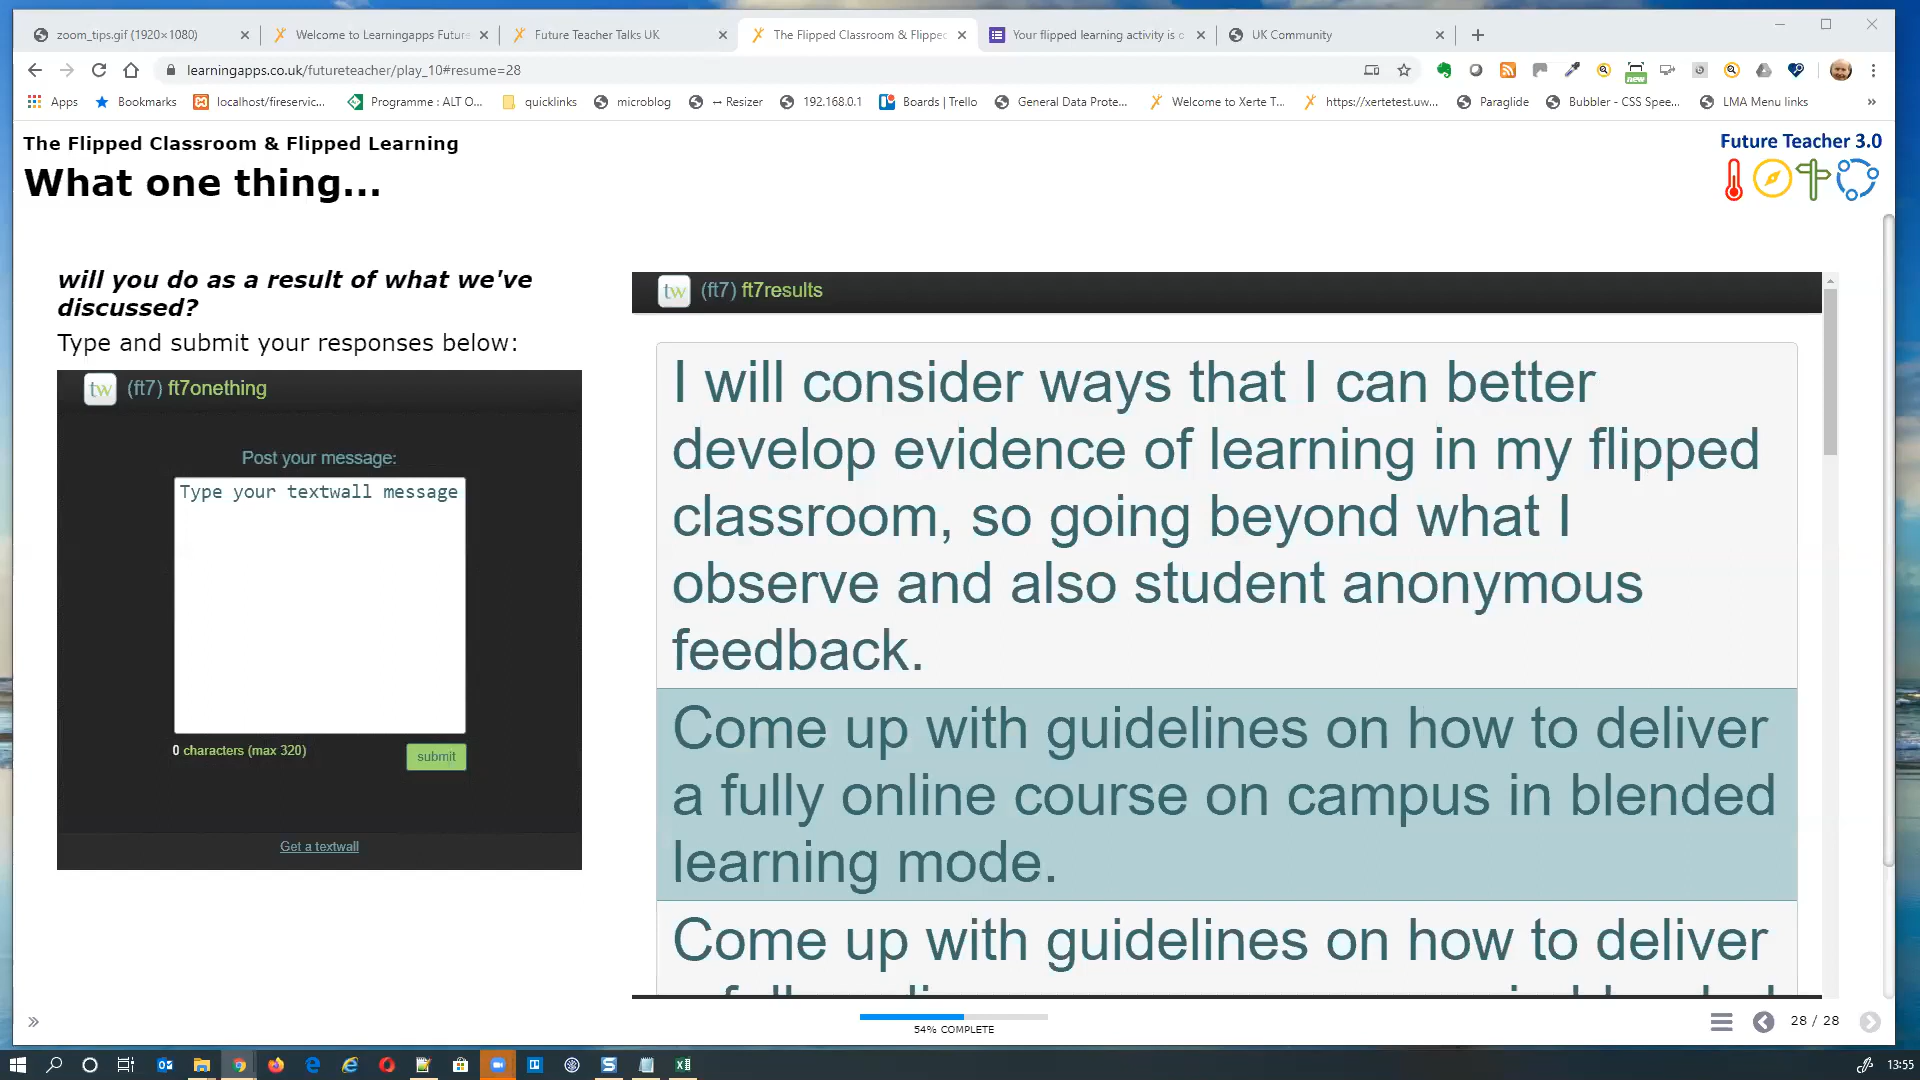 zoom_tips.gif (1920×1080)
Welcome to Learningapps Future
Future Teacher Talks UK
The Flipped Classroom & Flipped
Your flipped learning activity is c
UK Community
learningapps.co.uk/futureteacher/play_10#resume=28
new
Apps
Bookmarks
localhost/fireservic...
Programme : ALT O...
quicklinks
microblog
↔ Resizer
192.168.0.1
Boards | Trello
General Data Prote...
Welcome to Xerte T...
https://xertetest.uw...
Paraglide
Bubbler - CSS Spee...
LMA Menu links
»
The Flipped Classroom & Flipped Learning
What one thing...
Future Teacher 3.0
will you do as a result of what we've
discussed?
Type and submit your responses below:
tw (ft7) ft7onething
Post your message:
Type your textwall message
0 characters (max 320)
submit
Get a textwall
tw (ft7) ft7results
I will consider ways that I can better
develop evidence of learning in my flipped
classroom, so going beyond what I
observe and also student anonymous
feedback.
Come up with guidelines on how to deliver
a fully online course on campus in blended
learning mode.
Come up with guidelines on how to deliver
54% COMPLETE
28 / 28
13:55